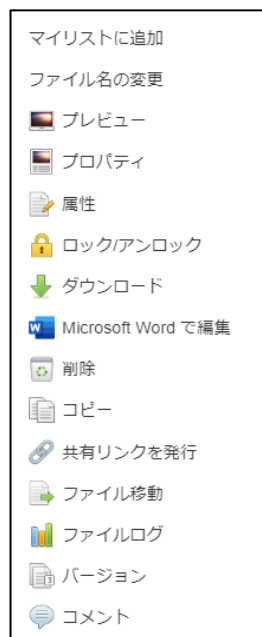 マイリストに追加
ファイル名の変更
プレビュー
プロパティ
属性
ロック/アンロック
ダウンロード
Microsoft Word で編集
削除
コピー
共有リンクを発行
ファイル移動
ファイルログ
バージョン
コメント